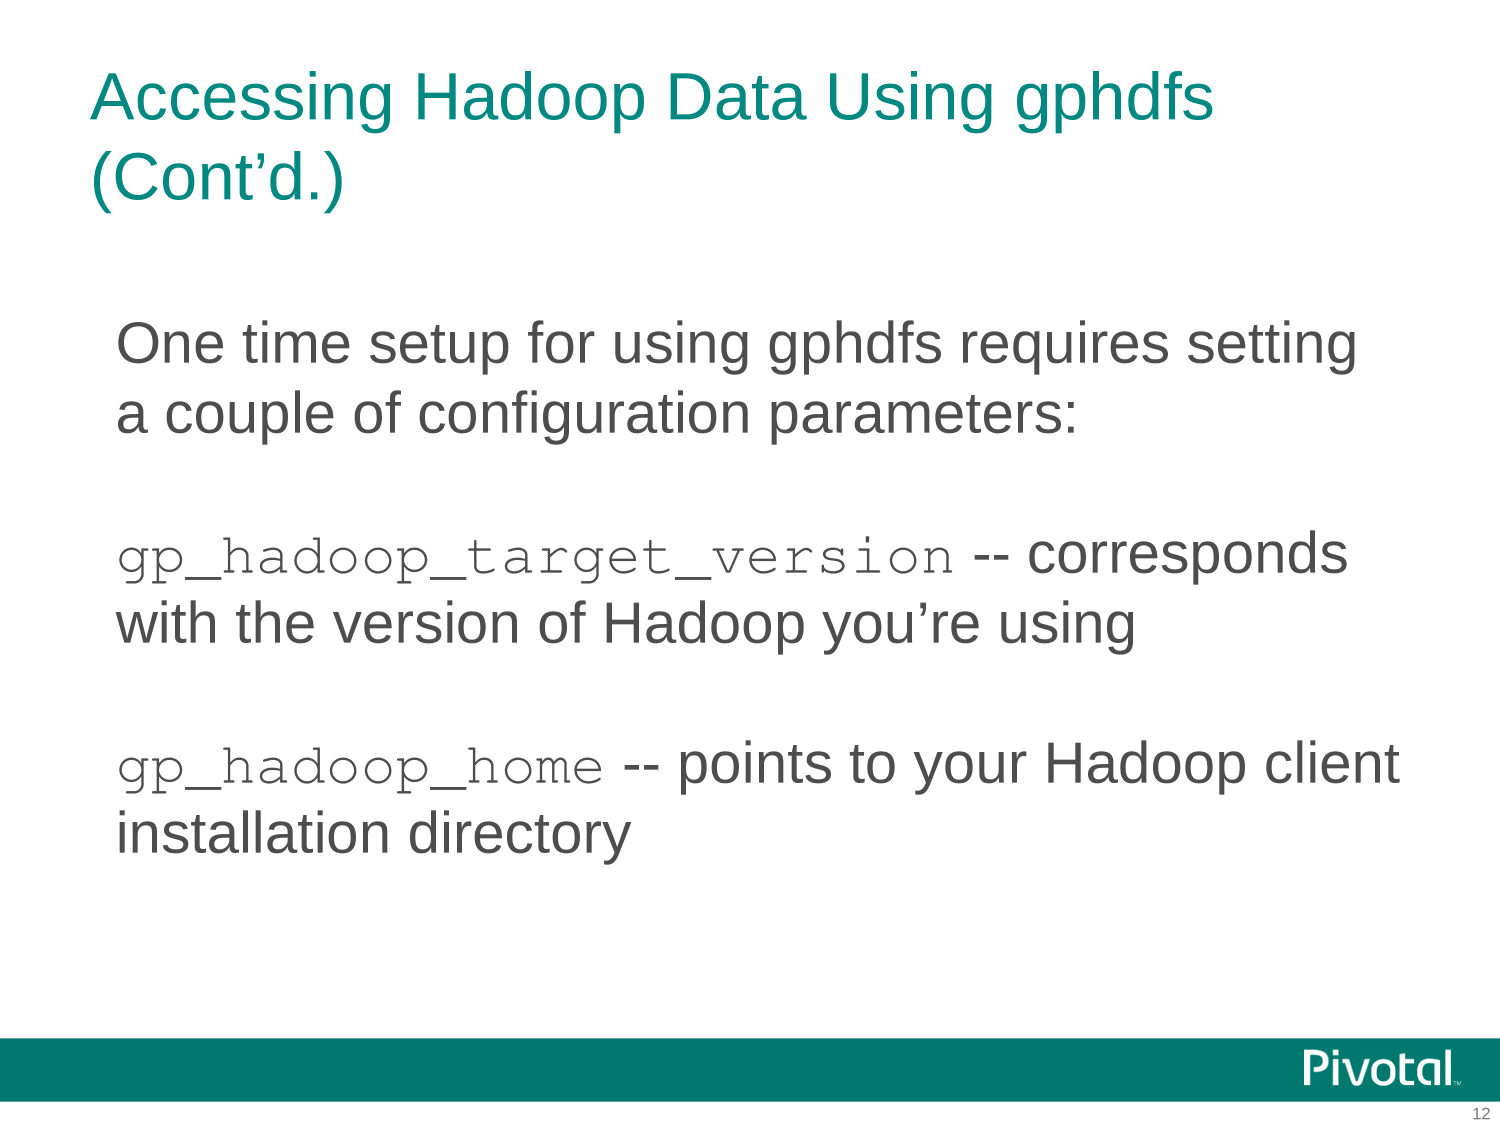 Accessing Hadoop Data Using gphdfs
(Cont’d.)
One time setup for using gphdfs requires setting
a couple of configuration parameters:
gp_hadoop_target_version -- corresponds
with the version of Hadoop you’re using
gp_hadoop_home -- points to your Hadoop client
installation directory
Pivotal™
12